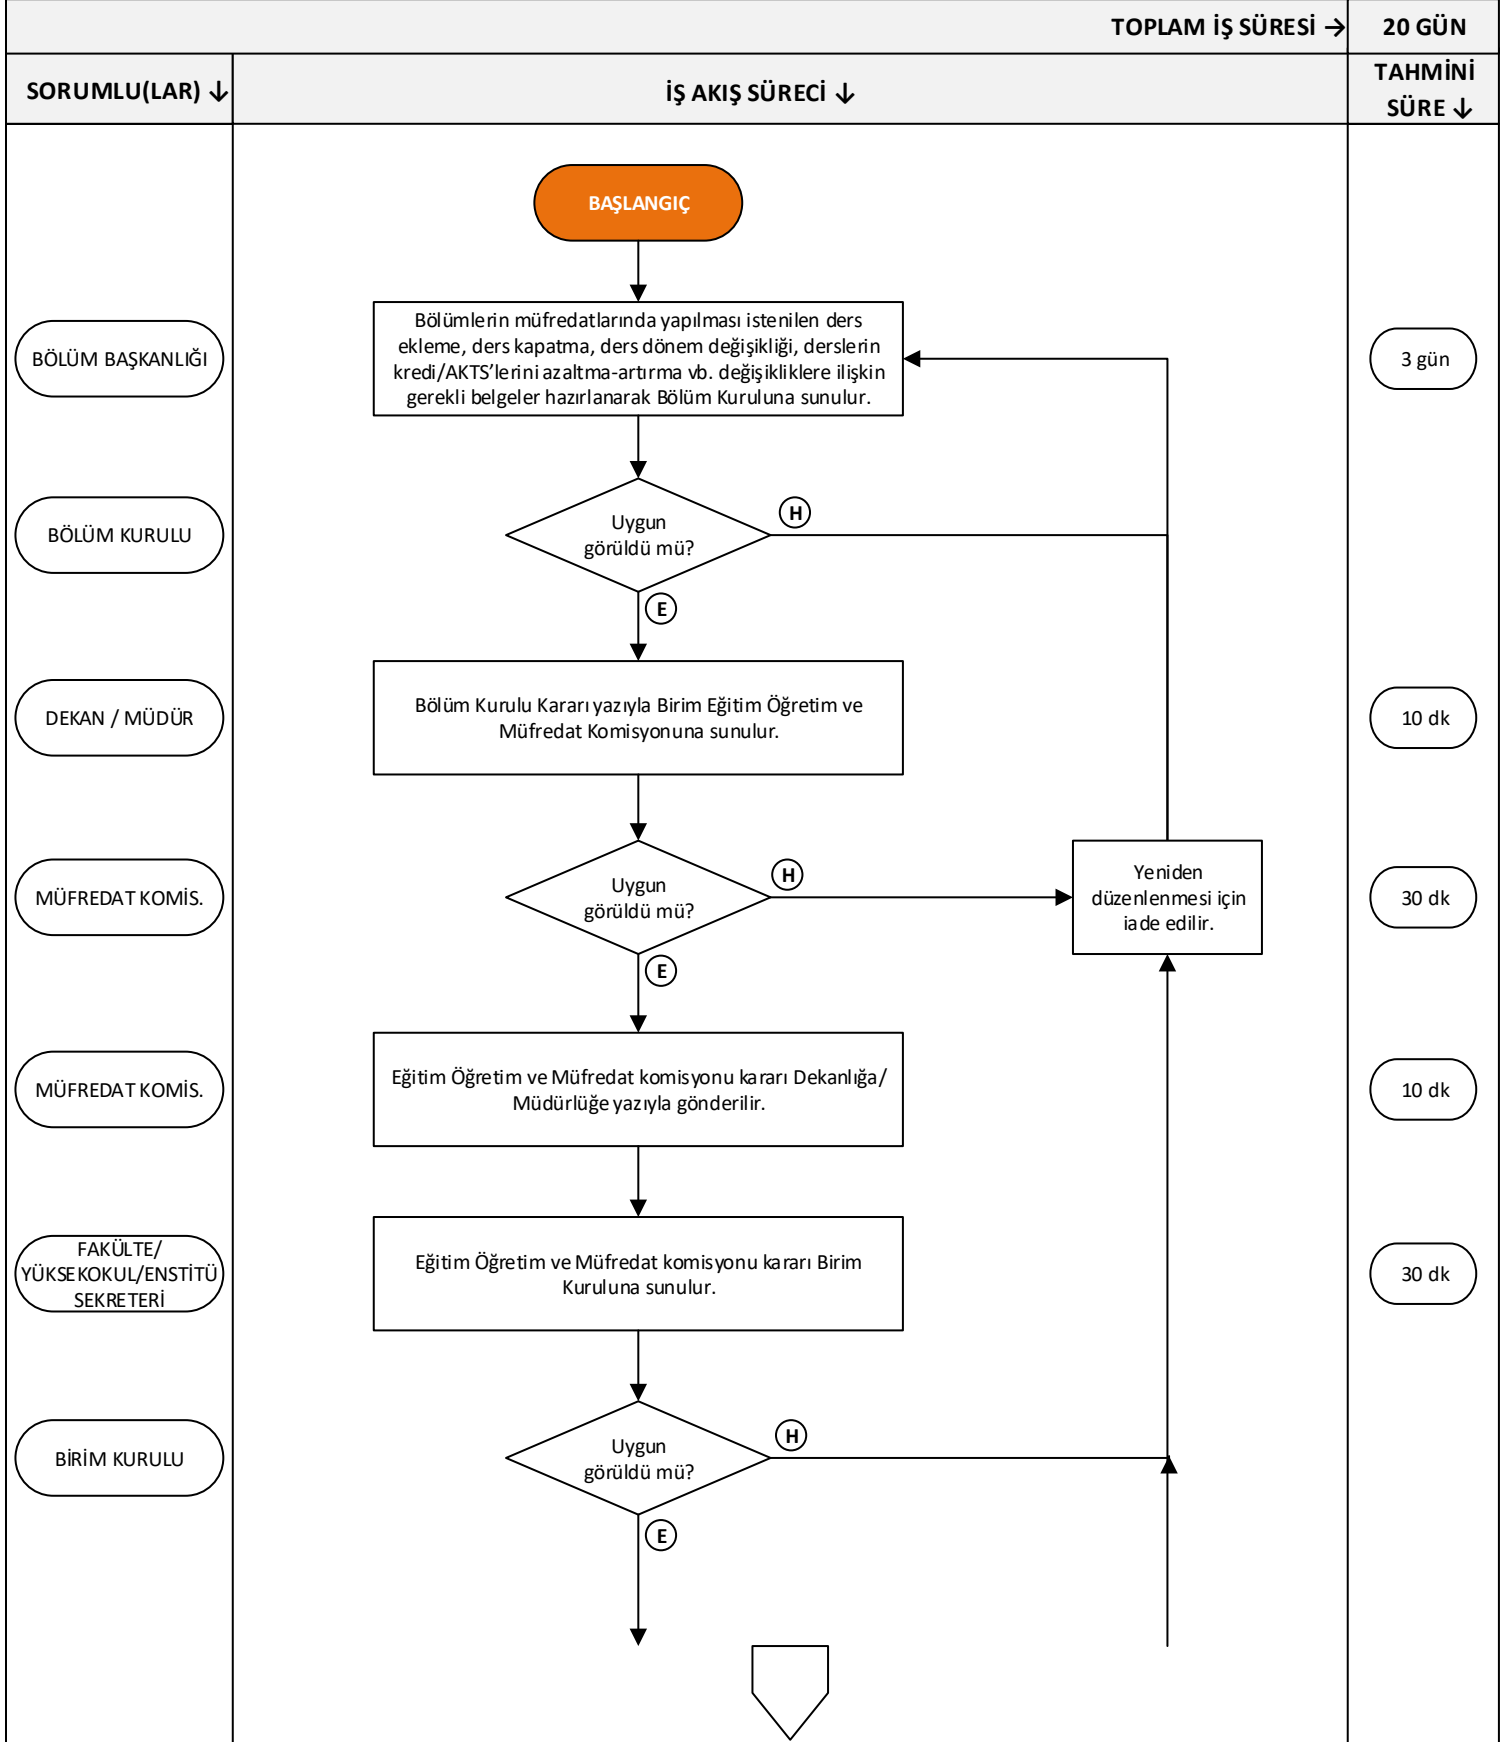 TOPLAM İŞ SÜRESİ →
20 GÜN
SORUMLU(LAR) ↓
İŞ AKIŞ SÜRECİ ↓
TAHMİNİ
SÜRE ↓
BAŞLANGIÇ
BÖLÜM BAŞKANLIĞI
Bölümlerin müfredatlarında yapılması istenilen ders
ekleme, ders kapatma, ders dönem değişikliği, derslerin
kredi/AKTS’lerini azaltma-artırma vb. değişikliklere ilişkin
gerekli belgeler hazırlanarak Bölüm Kuruluna sunulur.
3 gün
BÖLÜM KURULU
Uygun
görüldü mü?
H
E
DEKAN / MÜDÜR
Bölüm Kurulu Kararı yazıyla Birim Eğitim Öğretim ve
Müfredat Komisyonuna sunulur.
10 dk
MÜFREDAT KOMİS.
Uygun
görüldü mü?
H
E
Yeniden
düzenlenmesi için
iade edilir.
30 dk
MÜFREDAT KOMİS.
Eğitim Öğretim ve Müfredat komisyonu kararı Dekanlığa/
Müdürlüğe yazıyla gönderilir.
10 dk
FAKÜLTE/
YÜKSEKOKUL/ENSTİTÜ
SEKRETERİ
Eğitim Öğretim ve Müfredat komisyonu kararı Birim
Kuruluna sunulur.
30 dk
BİRİM KURULU
Uygun
görüldü mü?
H
E